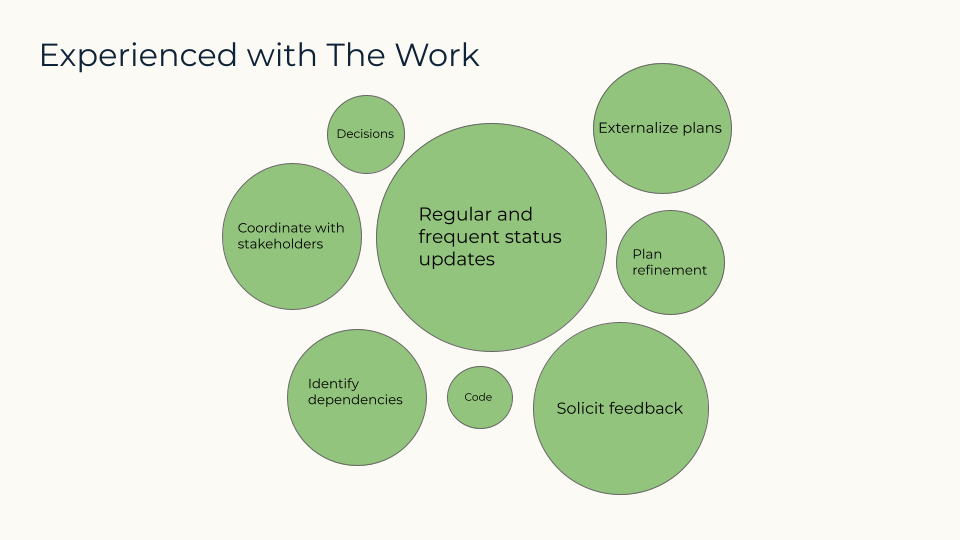 Experienced with The Work
Decisions
Externalize plans
Coordinate with
stakeholders
Regular and
frequent status
updates
Plan
refinement
Identify
dependencies
Code
Solicit feedback